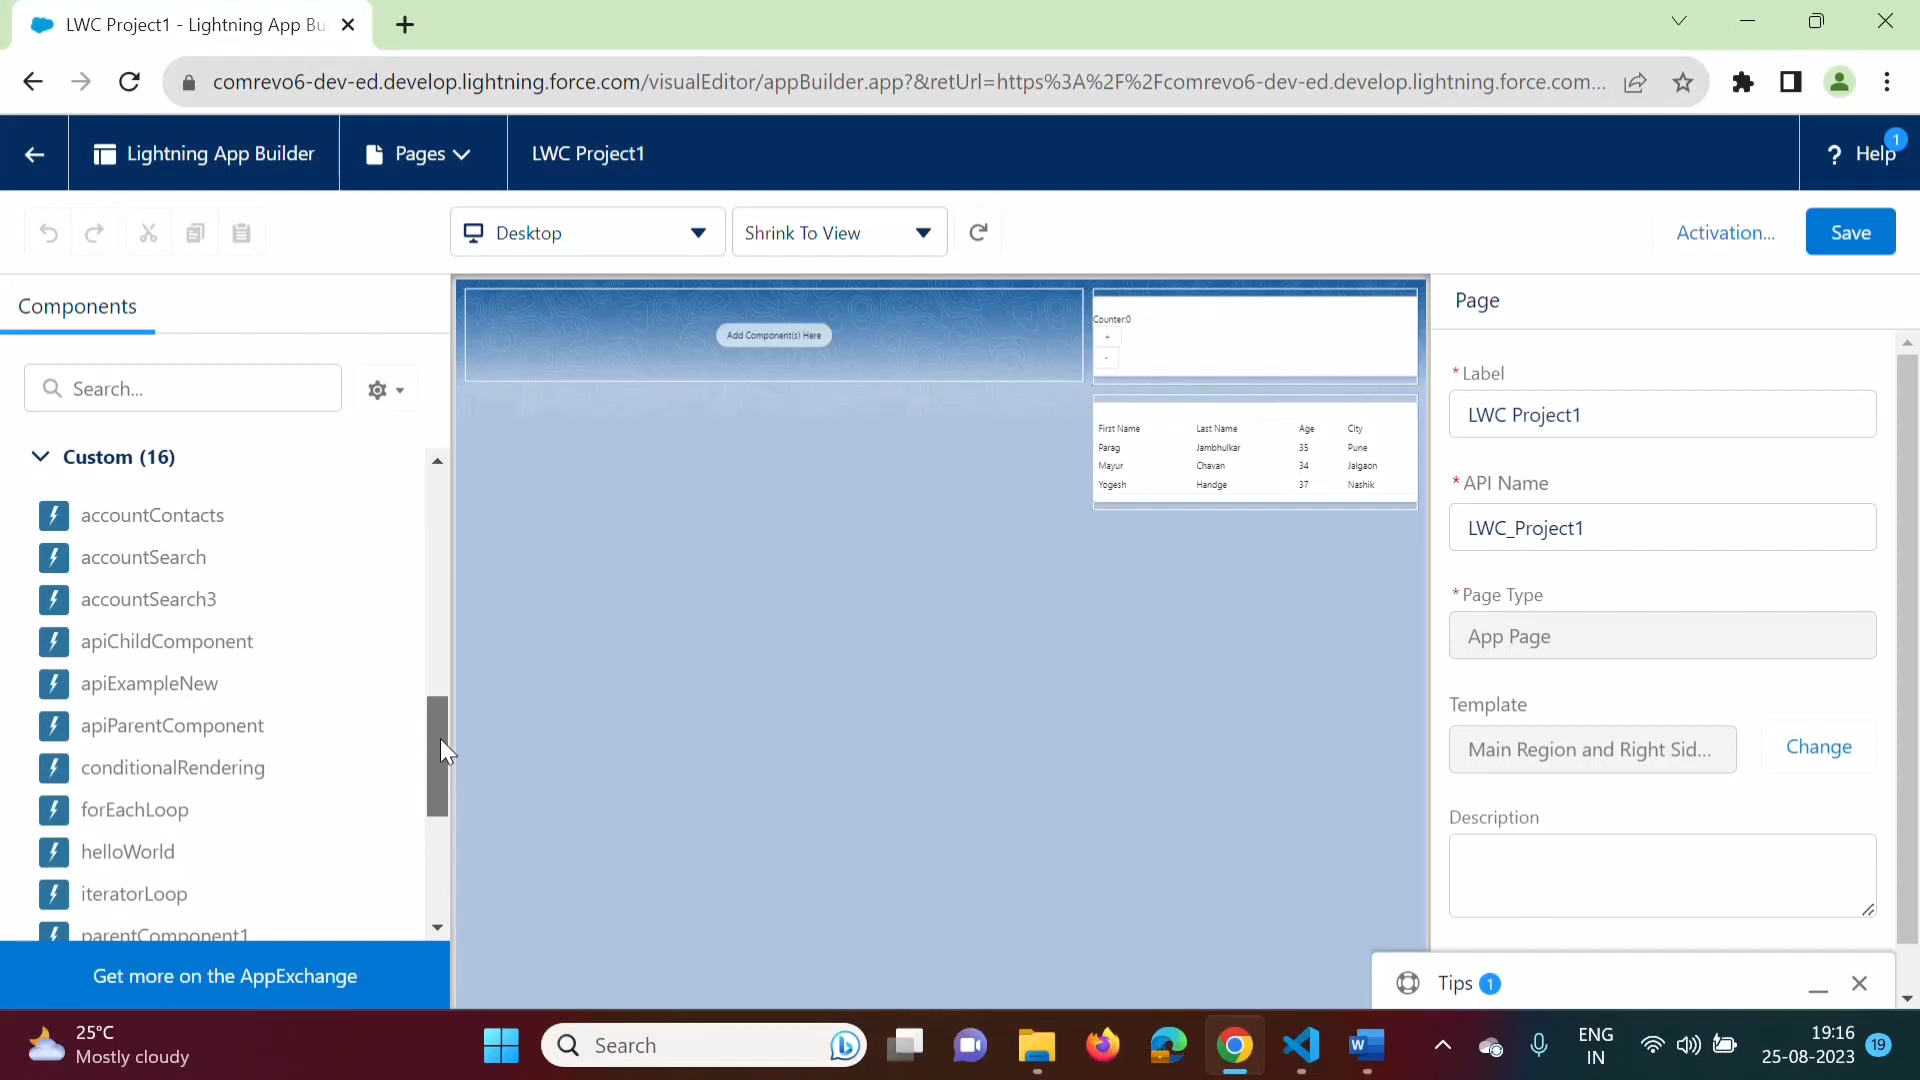 LWC Project1 - Lightning App Bu
comrevo6-dev-ed.develop.lightning.force.com/visualEditor/appBuilder.app?&retUrl=https%3A%2F%2Fcomrevo6-dev-ed.develop.lightning.force.com...
Lightning App Builder
Pages
LWC Project1
? Help
1
Desktop
Shrink To View
Activation...
Save
Components
Search...
Custom (16)
accountContacts
accountSearch
accountSearch3
apiChildComponent
apiExampleNew
apiParentComponent
conditionalRendering
forEachLoop
helloWorld
iteratorLoop
parentComponent1
Get more on the AppExchange
Add Component(s) Here
Counter:0
+
-
First Name Last Name Age City
Parag Jambhulkar 35 Pune
Mayur Chavan 34 Jalgaon
Yogesh Handge 37 Nashik
Page
*Label
LWC Project1
*API Name
LWC_Project1
*Page Type
App Page
Template
Main Region and Right Sid...
Change
Description
Tips 1
25°C
Mostly cloudy
Search
ENG
IN
19:16
25-08-2023
19